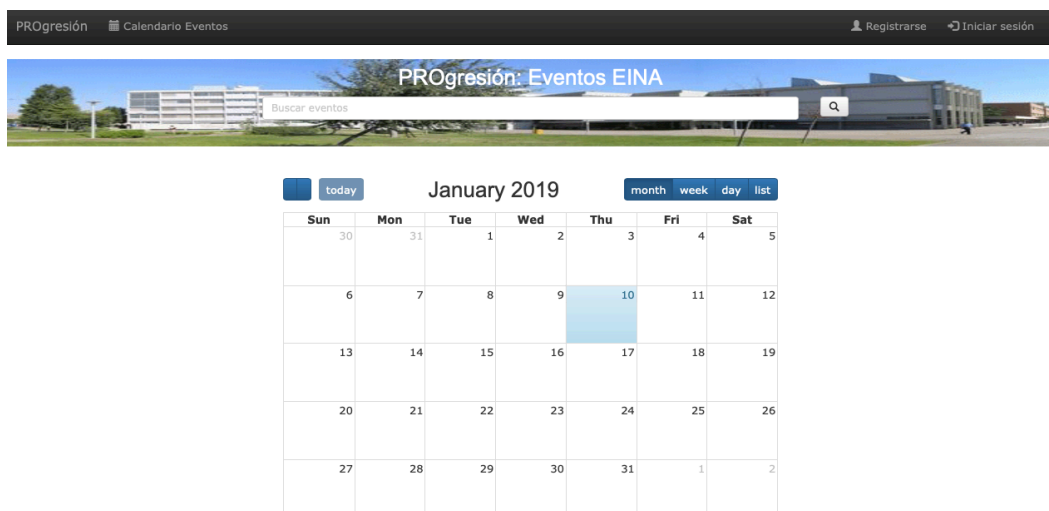 PROgresión Calendario Eventos Registrarse Iniciar sesión
PROgresión: Eventos EINA
Buscar eventos
today January 2019 month week day list
Sun Mon Tue Wed Thu Fri Sat
30 31 1 2 3 4 5
6 7 8 9 10 11 12
13 14 15 16 17 18 19
20 21 22 23 24 25 26
27 28 29 30 31 1 2